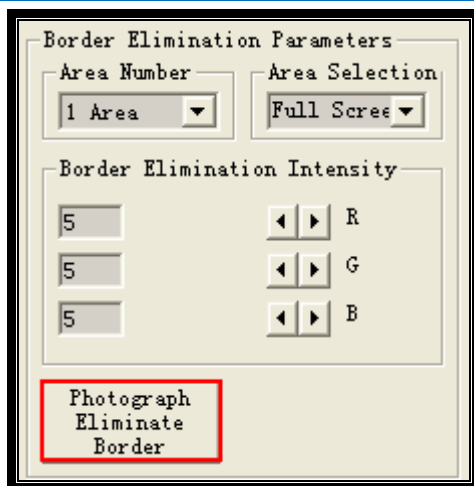 Border Elimination Parameters
Area Number
Area Selection
1 Area
Full Scree
Border Elimination Intensity
5
R
5
G
5
B
Photograph
Eliminate
Border